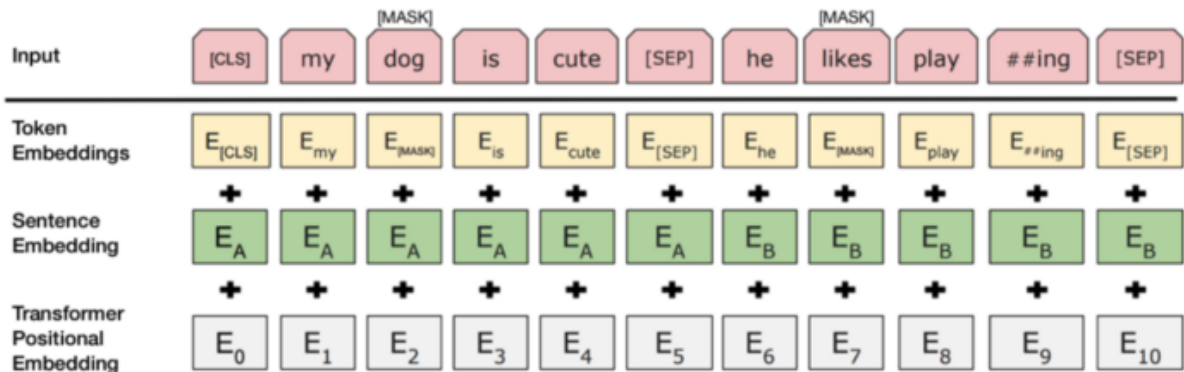 [MASK] [MASK]
Input [CLS] my dog is cute [SEP] he likes play ##ing [SEP]
Token
Embeddings
E[CLS] Emy E[MASK] Eis Ecute E[SEP] Ehe E[MASK] Eplay E##ing E[SEP]
+ + + + + + + + + + +
Sentence
Embedding
EA EA EA EA EA EA EB EB EB EB EB
+ + + + + + + + + + +
Transformer
Positional
Embedding
E0 E1 E2 E3 E4 E5 E6 E7 E8 E9 E10